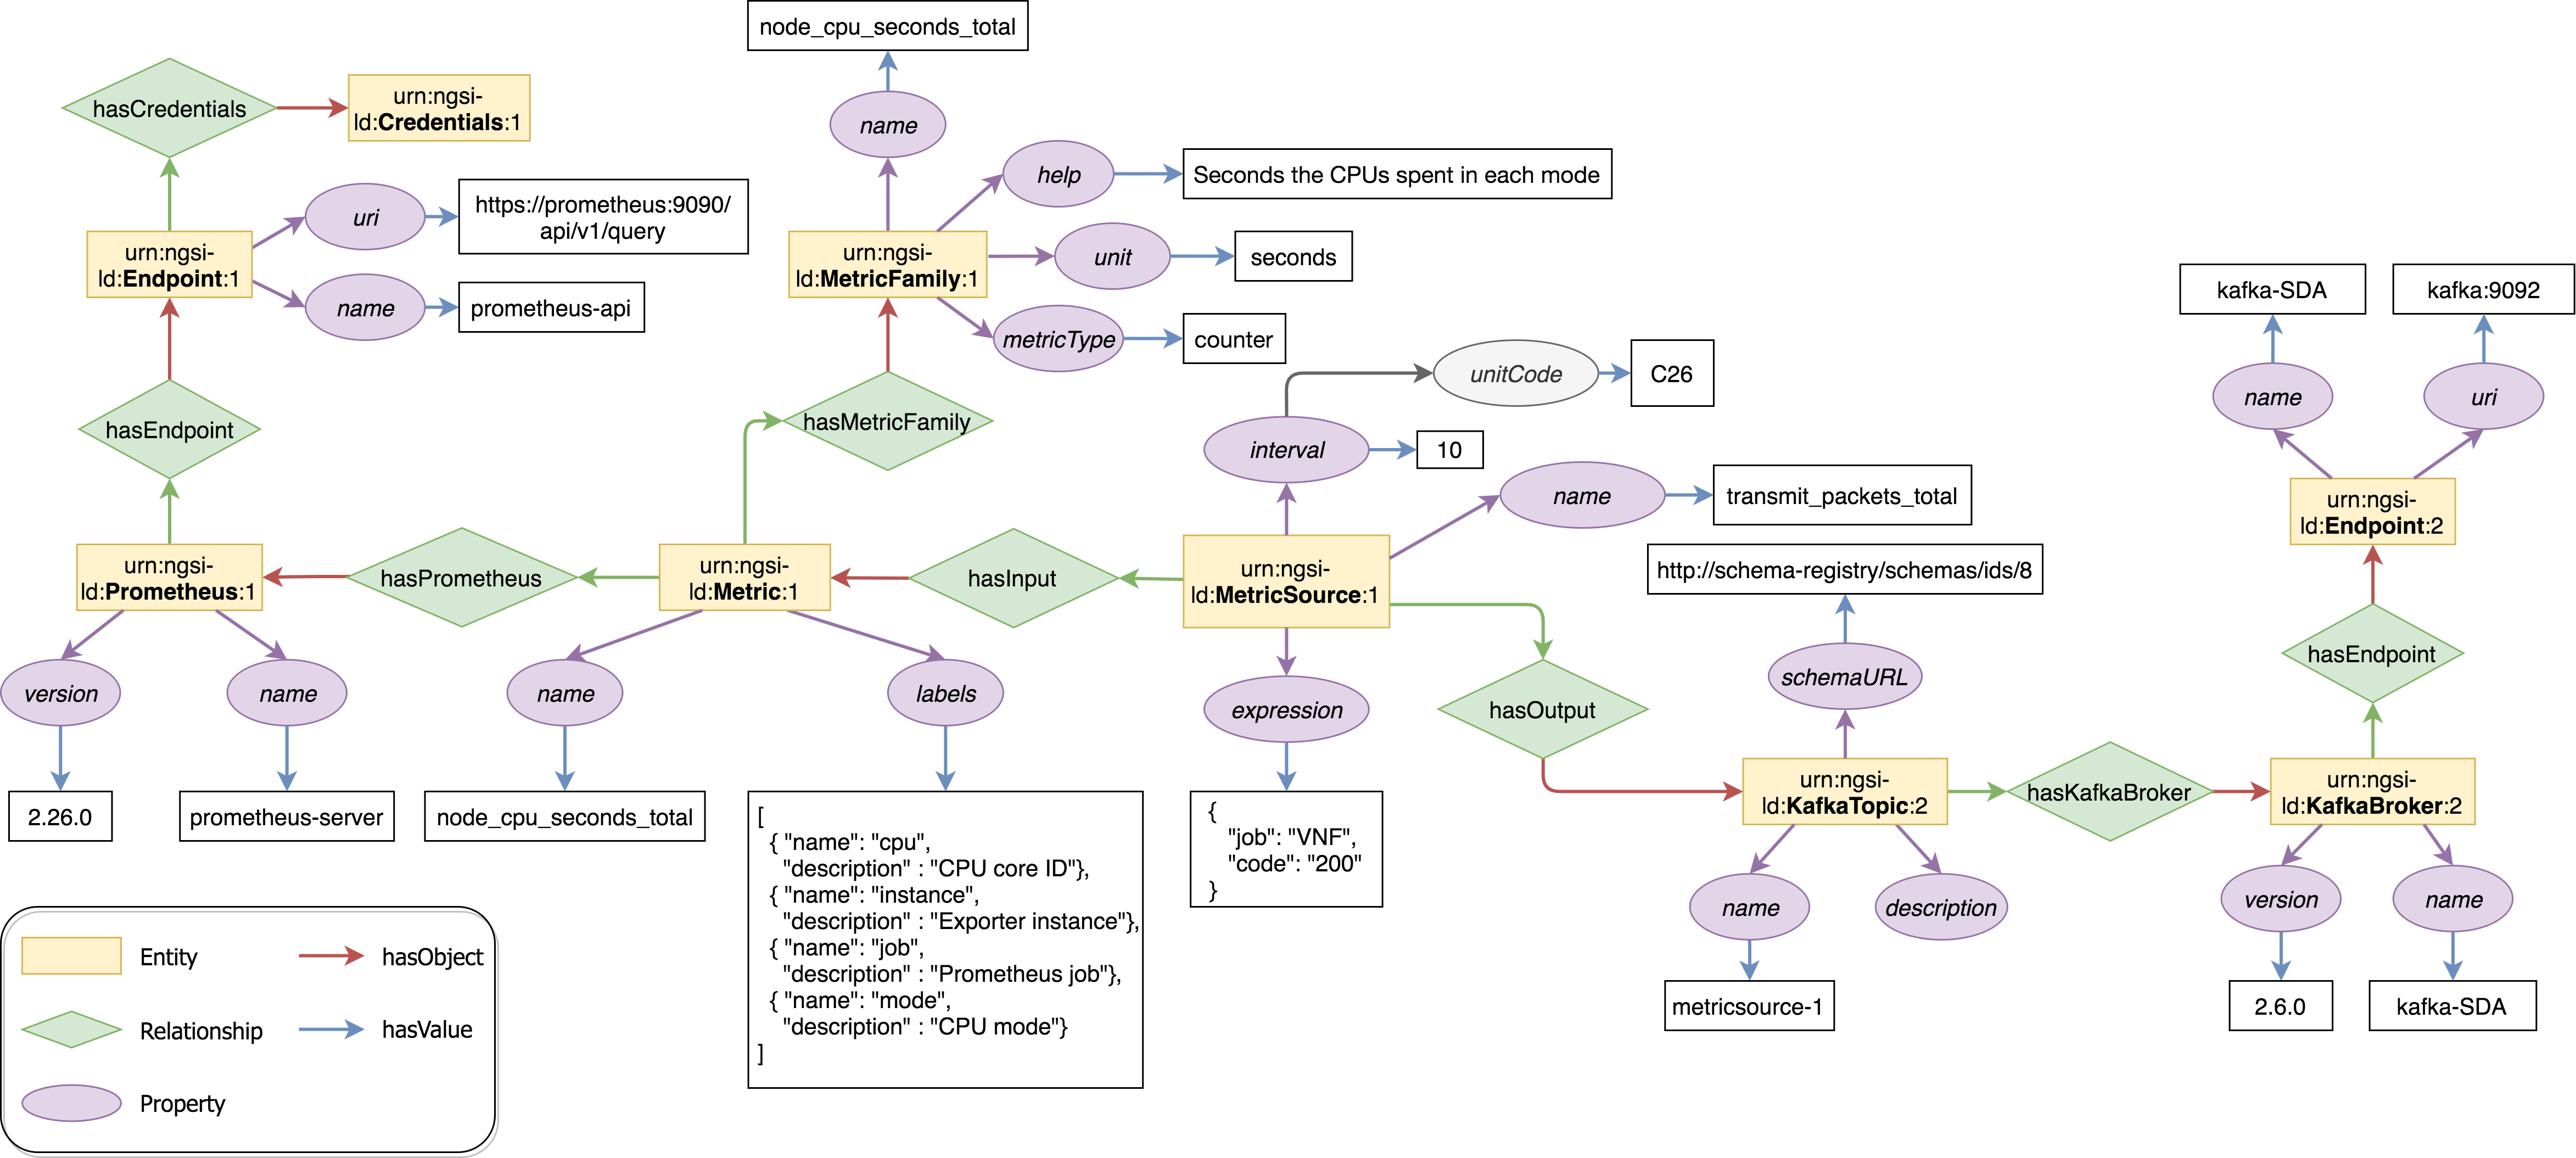 node_cpu_seconds_total
hasCredentials
urn:ngsi-
ld:Credentials:1
name
help
Seconds the CPUs spent in each mode
uri
https://prometheus:9090/
api/v1/query
urn:ngsi-
ld:Endpoint:1
name
prometheus-api
urn:ngsi-
ld:MetricFamily:1
unit
seconds
metricType
counter
kafka-SDA
kafka:9092
unitCode
C26
name
uri
hasEndpoint
hasMetricFamily
interval
10
name
transmit_packets_total
urn:ngsi-
ld:Endpoint:2
urn:ngsi-
ld:Prometheus:1
hasPrometheus
urn:ngsi-
ld:Metric:1
hasInput
urn:ngsi-
ld:MetricSource:1
http://schema-registry/schemas/ids/8
hasEndpoint
version
name
name
labels
expression
hasOutput
schemaURL
2.26.0
prometheus-server
node_cpu_seconds_total
[
{ "name": "cpu",
"description" : "CPU core ID"},
{ "name": "instance",
"description" : "Exporter instance"},
{ "name": "job",
"description" : "Prometheus job"},
{ "name": "mode",
"description" : "CPU mode"}
]
{
"job": "VNF",
"code": "200"
}
urn:ngsi-
ld:KafkaTopic:2
hasKafkaBroker
urn:ngsi-
ld:KafkaBroker:2
name
description
version
name
metricsource-1
2.6.0
kafka-SDA
Entity
hasObject
Relationship
hasValue
Property